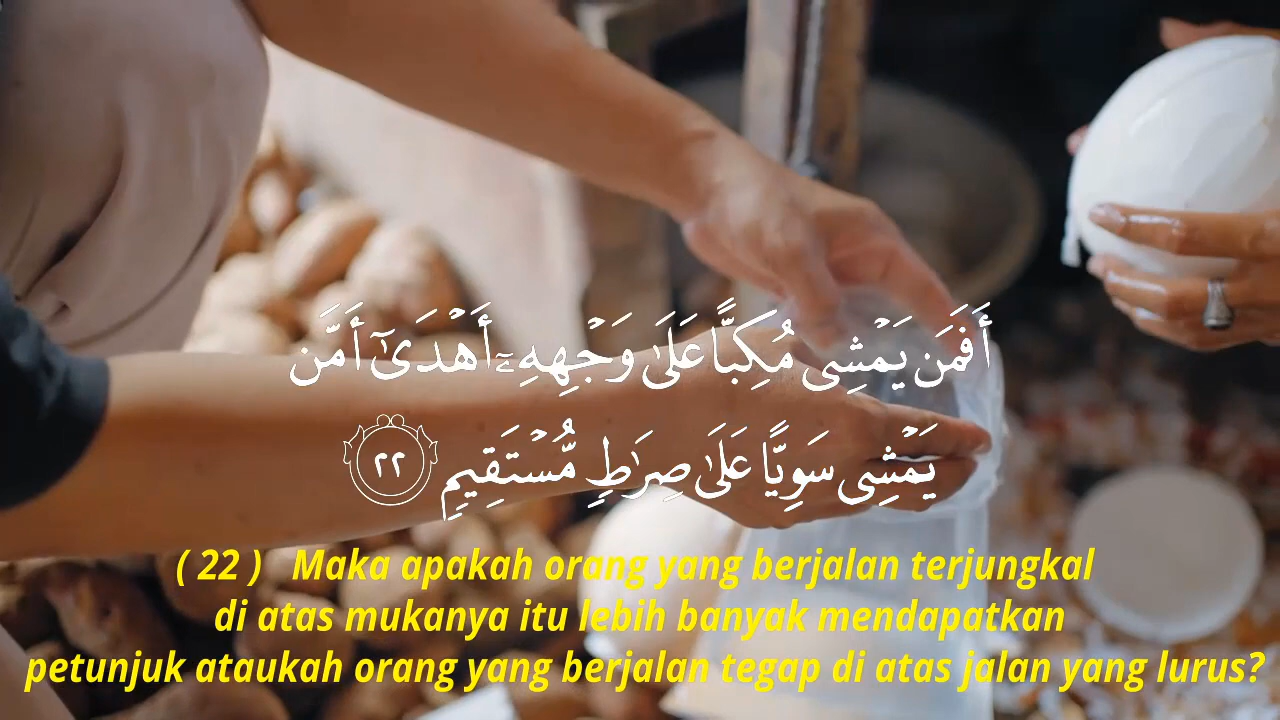 أَفَمَن يَمۡشِي مُكِبًّا عَلَىٰ وَجۡهِهِۦٓ أَهۡدَىٰٓ أَمَّن
يَمۡشِي سَوِيًّا عَلَىٰ صِرَٰطٖ مُّسۡتَقِيمٖ ٢٢
( 22 ) Maka apakah orang yang berjalan terjungkal
di atas mukanya itu lebih banyak mendapatkan
petunjuk ataukah orang yang berjalan tegap di atas jalan yang lurus?